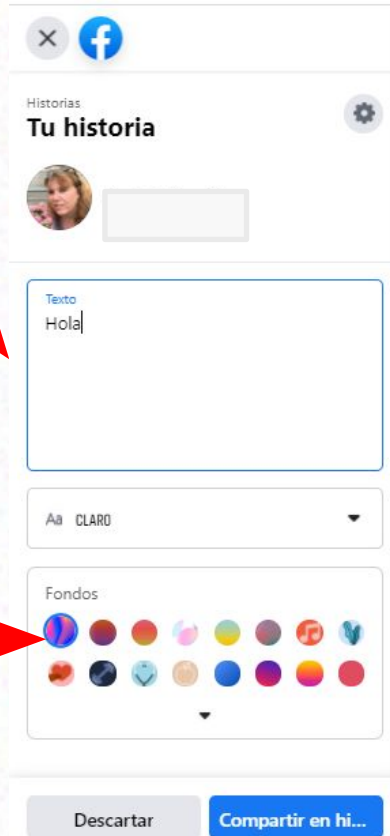 Historias
Tu historia
Texto
Hola
Aa CLARO
Fondos
Descartar
Compartir en hi...